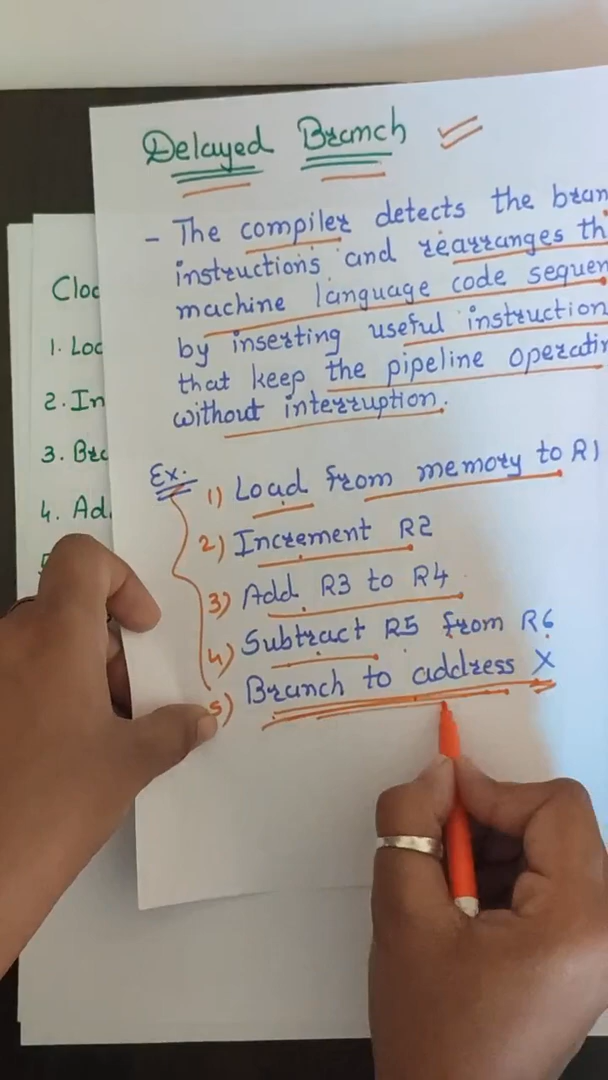 Delayed Branch
- The compiler detects the bran
instructions and rearranges th
machine language code sequen
by inserting useful instruction
that keep the pipeline operatin
without interruption.
Ex.
1) Load from memory to R1
2) Increment R2
3) Add R3 to R4
4) Subtract R5 from R6
5) Branch to address X
Cloc
1. Loc
2. In
3. Bra
4. Ad